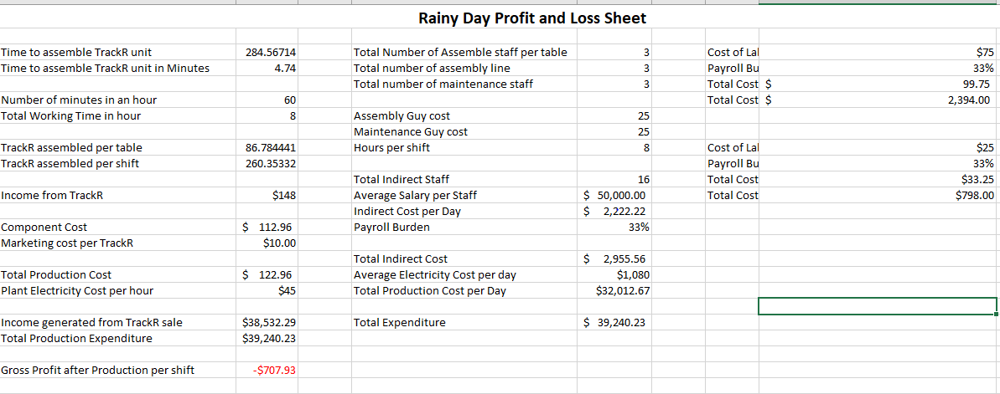 Rainy Day Profit and Loss Sheet
Time to assemble TrackR unit 284.56714 Total Number of Assemble staff per table 3 Cost of Lal $75
Time to assemble TrackR unit in Minutes 4.74 Total number of assembly line 3 Payroll Bu 33%
Total number of maintenance staff 3 Total Cost $ 99.75
Number of minutes in an hour 60 Total Cost $ 2,394.00
Total Working Time in hour 8 Assembly Guy cost 25
Maintenance Guy cost 25
TrackR assembled per table 86.784441 Hours per shift 8 Cost of Lal $25
TrackR assembled per shift 260.35332 Payroll Bu 33%
Total Indirect Staff 16 Total Cost $33.25
Income from TrackR $148 Average Salary per Staff $ 50,000.00 Total Cost $798.00
Indirect Cost per Day $ 2,222.22
Component Cost $ 112.96 Payroll Burden 33%
Marketing cost per TrackR $10.00
Total Indirect Cost $ 2,955.56
Total Production Cost $ 122.96 Average Electricity Cost per day $1,080
Plant Electricity Cost per hour $45 Total Production Cost per Day $32,012.67
Income generated from TrackR sale $38,532.29 Total Expenditure $ 39,240.23
Total Production Expenditure $39,240.23
Gross Profit after Production per shift -$707.93